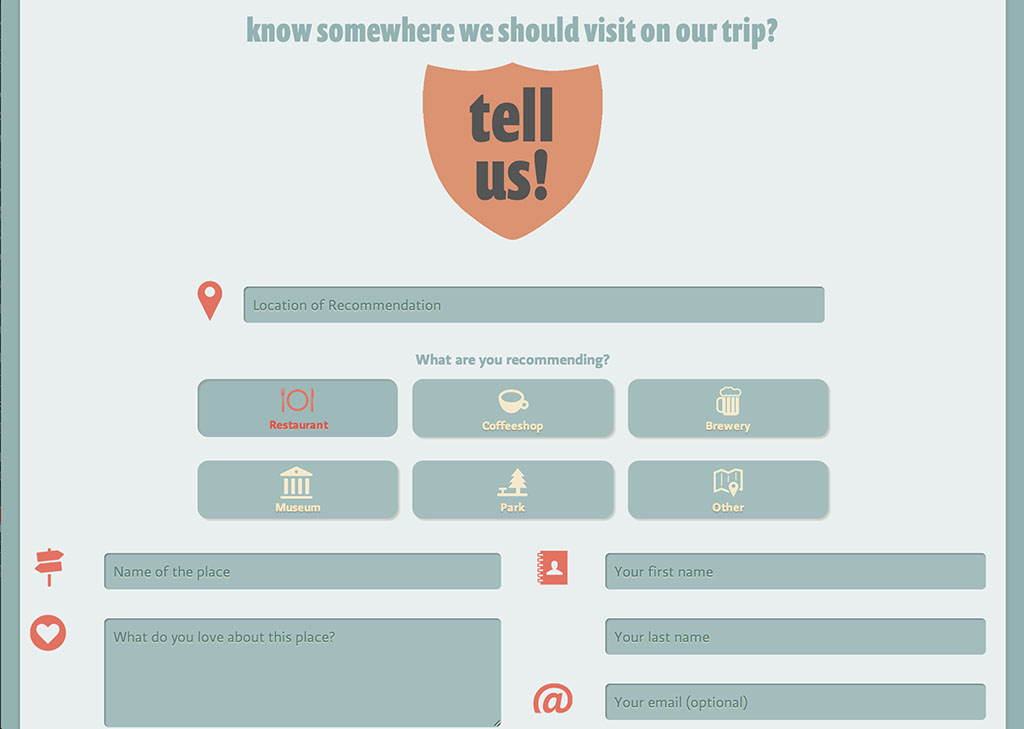 know somewhere we should visit on our trip?
tell
us!
Location of Recommendation
What are you recommending?
Restaurant
Coffeeshop
Brewery
Museum
Park
Other
Name of the place
Your first name
What do you love about this place?
Your last name
@
Your email (optional)